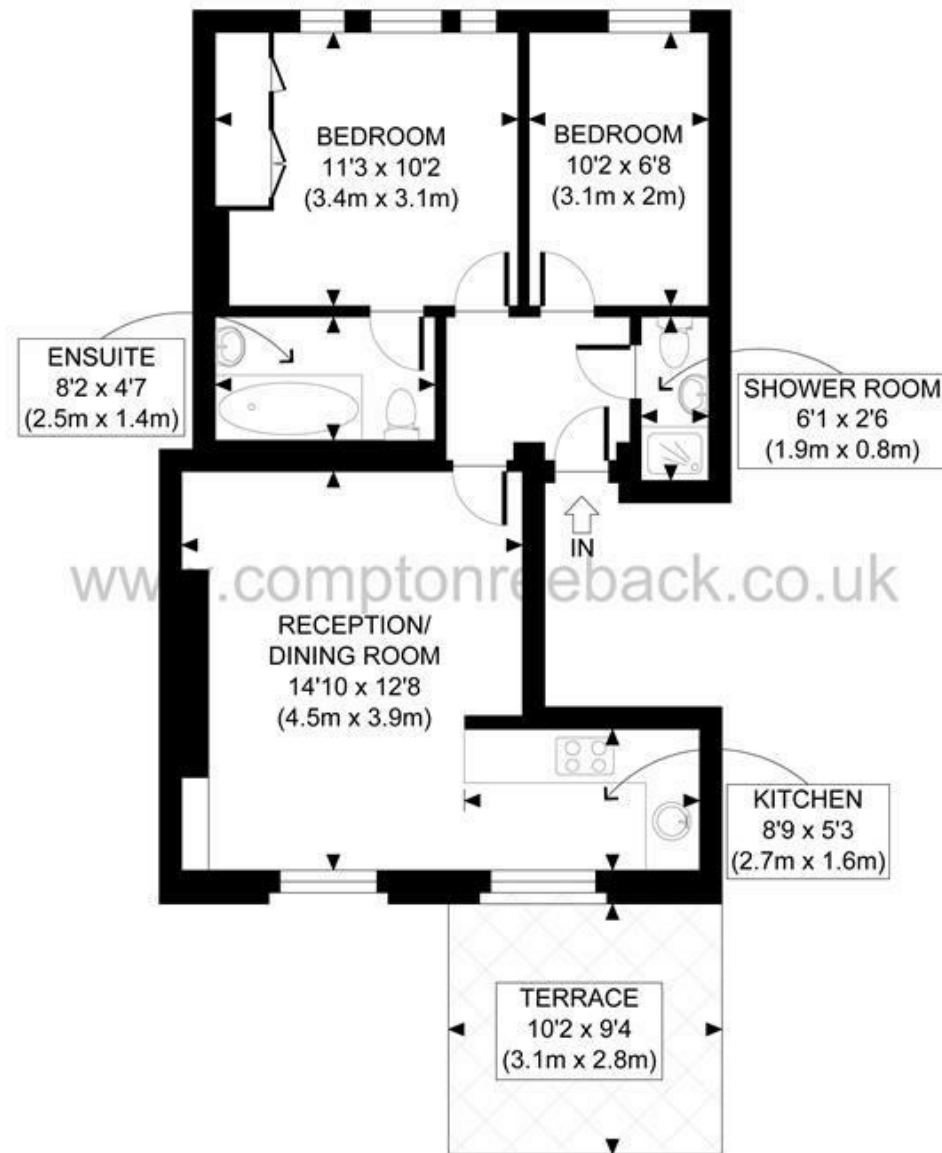 BEDROOM
11'3 x 10'2
(3.4m x 3.1m)
BEDROOM
10'2 x 6'8
(3.1m x 2m)
ENSUITE
8'2 x 4'7
(2.5m x 1.4m)
SHOWER ROOM
6'1 x 2'6
(1.9m x 0.8m)
IN
www.comptonreeback.co.uk
RECEPTION/
DINING ROOM
14'10 x 12'8
(4.5m x 3.9m)
KITCHEN
8'9 x 5'3
(2.7m x 1.6m)
TERRACE
10'2 x 9'4
(3.1m x 2.8m)